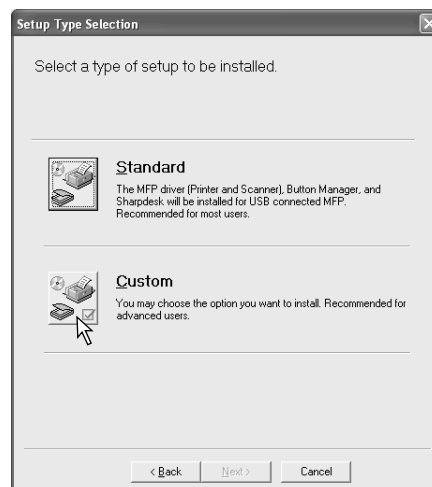 Setup Type Selection
Select a type of setup to be installed.
Standard
The MFP driver (Printer and Scanner), Button Manager, and
Sharpdesk will be installed for USB connected MFP.
Recommended for most users.
Custom
You may choose the option you want to install. Recommended for
advanced users.
< Back Next > Cancel